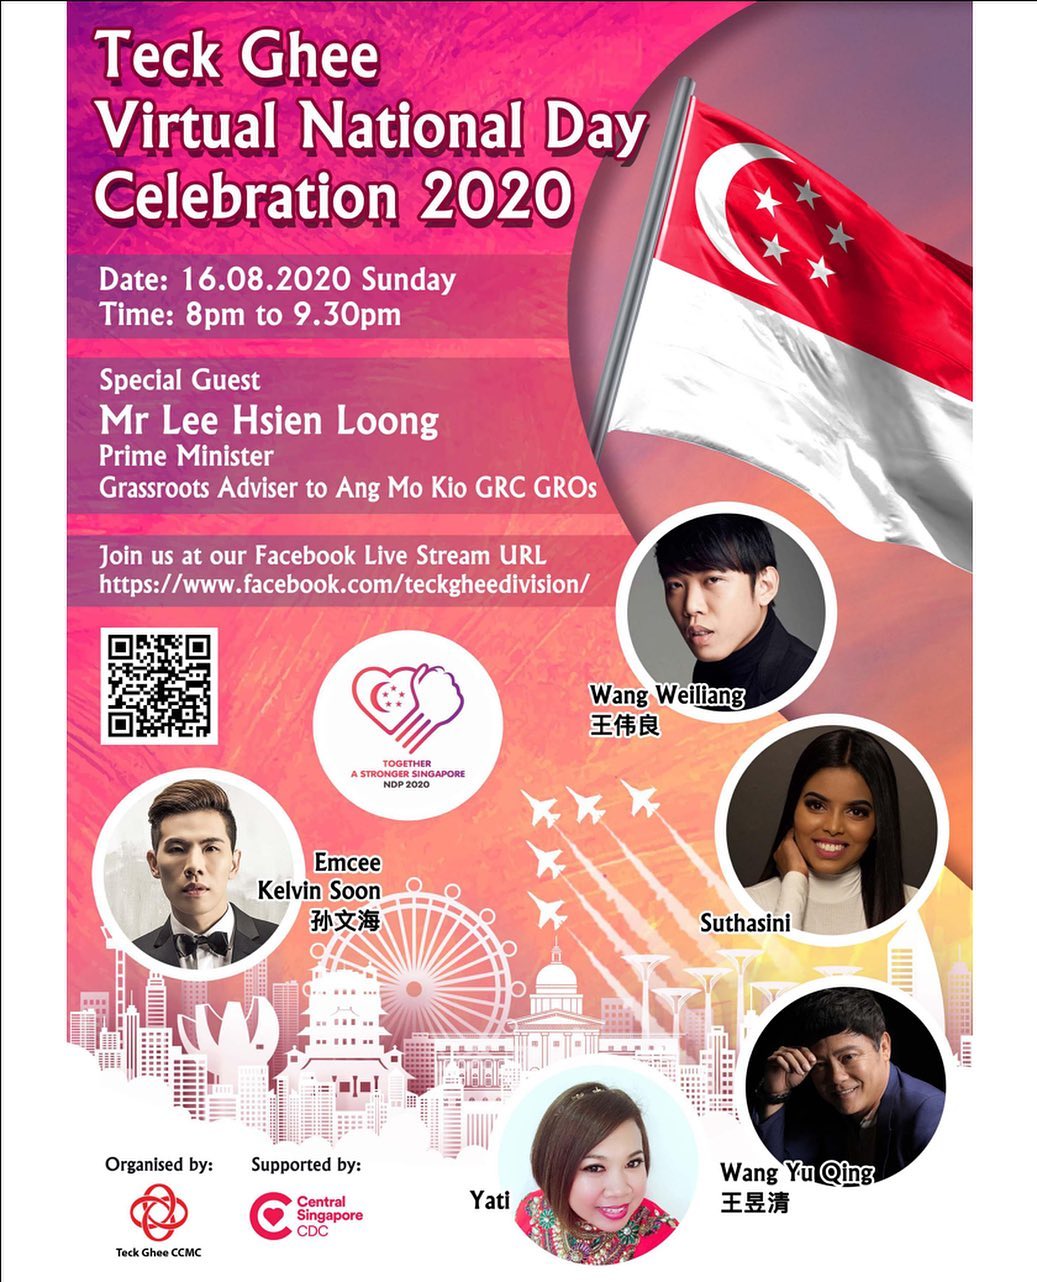 Teck Ghee
Virtual National Day
Celebration 2020
Date: 16.08.2020 Sunday
Time: 8pm to 9.30pm
Special Guest
Mr Lee Hsien Loong
Prime Minister
Grassroots Adviser to Ang Mo Kio GRC GROs
Join us at our Facebook Live Stream URL
https://www.facebook.com/teckgheedivision/
Wang Weiliang
王伟良
TOGETHER
A STRONGER SINGAPORE
NDP 2020
Emcee
Kelvin Soon
孙文海
Suthasini
Wang Yu Qing
王昱清
Yati
Organised by:
Teck Ghee CCMC
Supported by:
Central
Singapore
CDC